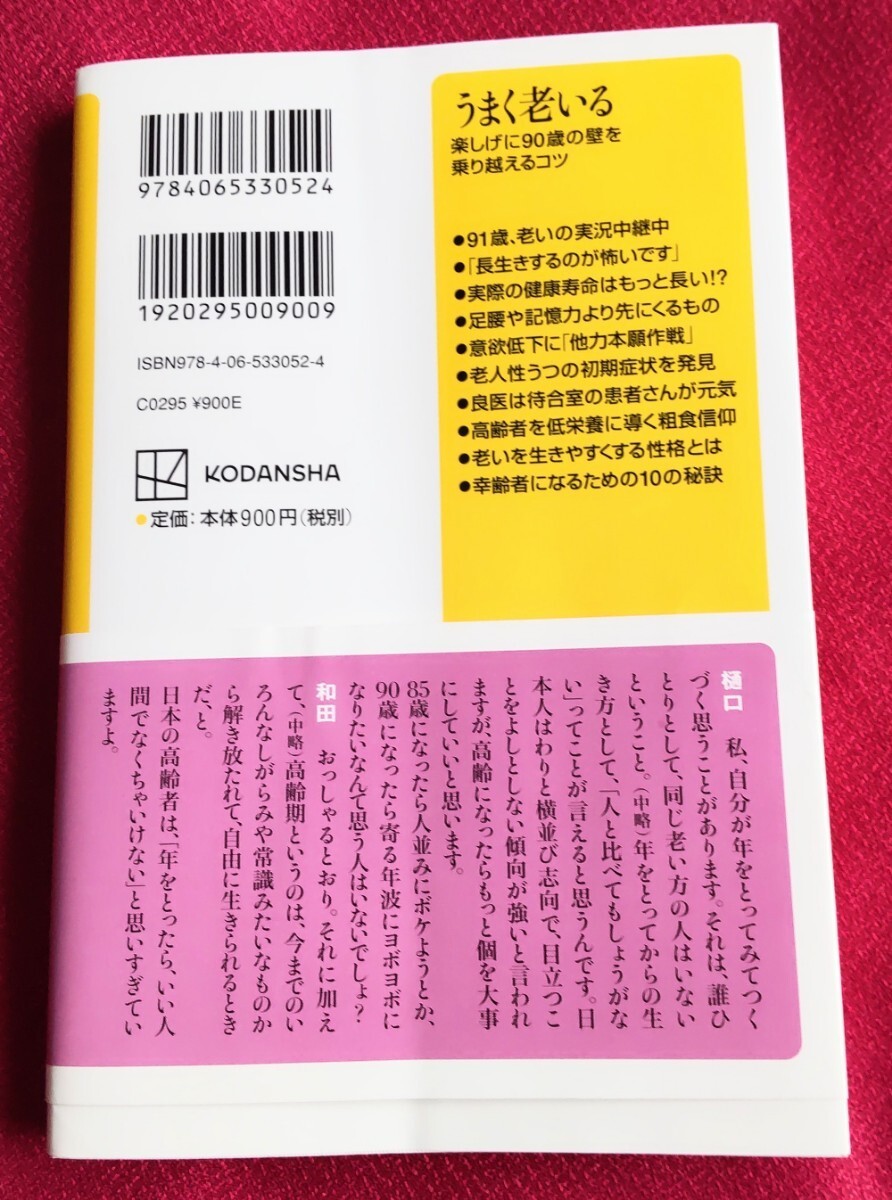 9784065330524
1920295009009
ISBN978-4-06-533052-4
C0295 ¥900E
KODANSHA
●定価：本体900円（税別）
うまく老いる
楽しげに90歳の壁を
乗り越えるコツ
●91歳、老いの実況中継中
●「長生きするのが怖いです」
●実際の健康寿命はもっと長い!?
●足腰や記憶力より先にくるもの
●意欲低下に「他力本願作戦」
●老人性うつの初期症状を発見
●良医は待合室の患者さんが元気
●高齢者を低栄養に導く粗食信仰
●老いを生きやすくする性格とは
●幸齢者になるための10の秘訣
樋口　私、自分が年をとってみてつく
づく思うことがあります。それは、誰ひ
とりとして、同じ老い方の人はいない
ということ。（中略）年をとってからの生
き方として、「人と比べてもしょうがな
い」ってことが言えると思うんです。日
本人はわりと横並び志向で、目立つこ
とをよしとしない傾向が強いと言われ
ますが、高齢になったらもっと個を大事
にしていいと思います。
85歳になったら人並みにボケようとか、
90歳になったら寄る年波にヨボヨボに
なりたいなんて思う人はいないでしょ？
和田　おっしゃるとおり。それに加え
て、（中略）高齢期というのは、今までのい
ろんなしがらみや常識みたいなものか
ら解き放たれて、自由に生きられるとき
だ、と。
日本の高齢者は、「年をとったら、いい人
間でなくちゃいけない」と思いすぎてい
ますよ。